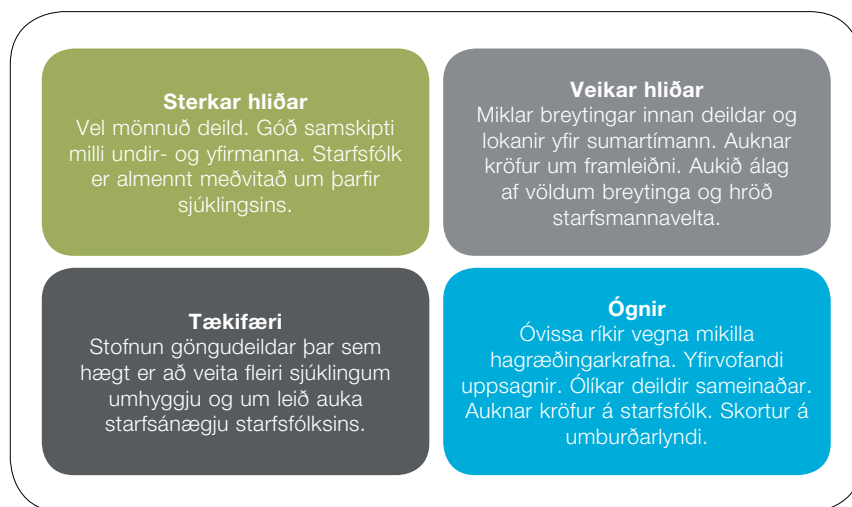 Sterkar hliðar
Vel mönnuð deild. Góð samskipti
milli undir- og yfirmanna. Starfsfólk
er almennt meðvitað um þarfir
sjúklingsins.
Veikar hliðar
Miklar breytingar innan deildar og
lokanir yfir sumartímann. Auknar
kröfur um framleiðni. Aukið álag
af völdum breytinga og hröð
starfsmannavelta.
Tækifæri
Stofnun göngudeildar þar sem
hægt er að veita fleiri sjúklingum
umhyggju og um leið auka
starfsánægju starfsfólksins.
Ógnir
Óvissa ríkir vegna mikilla
hagræðingarkrafna. Yfirvofandi
uppsagnir. Ólíkar deildir sameinaðar.
Auknar kröfur á starfsfólk. Skortur á
umburðarlyndi.